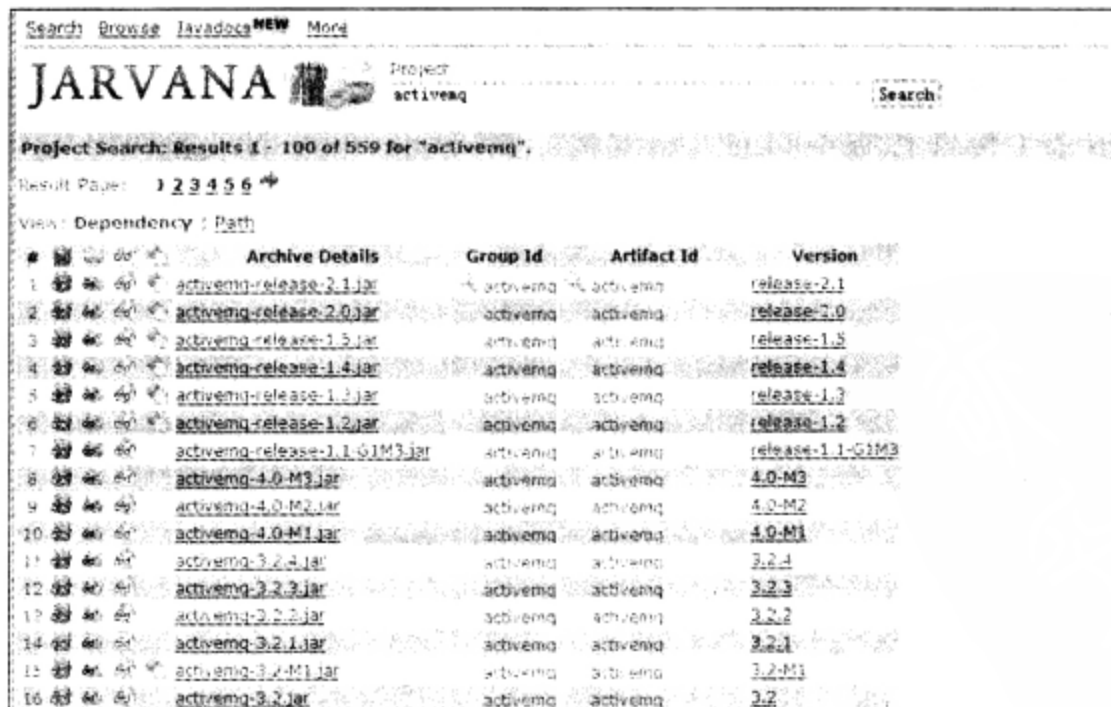 Search Browse Javadocs NEW More
JARVANA
Project
activemq
Search
Project Search: Results 1 - 100 of 559 for "activemq".
Result Page: 1 2 3 4 5 6
View: Dependency | Path
# Archive Details Group Id Artifact Id Version
1 activemq-release-2.1.jar activemq activemq release-2.1
2 activemq-release-2.0.jar activemq activemq release-2.0
3 activemq-release-1.5.jar activemq activemq release-1.5
4 activemq-release-1.4.jar activemq activemq release-1.4
5 activemq-release-1.3.jar activemq activemq release-1.3
6 activemq-release-1.2.jar activemq activemq release-1.2
7 activemq-release-1.1-G1M3.jar activemq activemq release-1.1-G1M3
8 activemq-4.0-M3.jar activemq activemq 4.0-M3
9 activemq-4.0-M2.jar activemq activemq 4.0-M2
10 activemq-4.0-M1.jar activemq activemq 4.0-M1
11 activemq-3.2.4.jar activemq activemq 3.2.4
12 activemq-3.2.3.jar activemq activemq 3.2.3
13 activemq-3.2.2.jar activemq activemq 3.2.2
14 activemq-3.2.1.jar activemq activemq 3.2.1
15 activemq-3.2-M1.jar activemq activemq 3.2-M1
16 activemq-3.2.jar activemq activemq 3.2